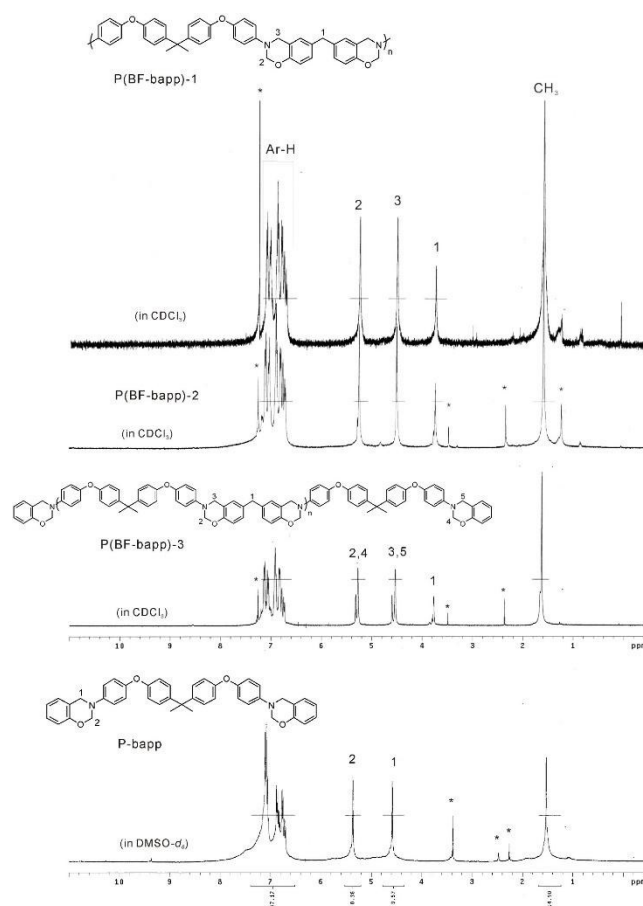 O O 3 1
N N n
2 O O
P(BF-bapp)-1
* CH₃
Ar-H
2 3 1
(in CDCl₃)
P(BF-bapp)-2
* * * *
(in CDCl₃)
O O 3 1 O O 5
N N N n N
O 2 O O 4 O
P(BF-bapp)-3
2,4 3,5 1
* * *
(in CDCl₃)
10 9 8 7 6 5 4 3 2 1 ppm
1 O O
N N
O 2 O
P-bapp
2 1
* * *
(in DMSO-d₆)
10 9 8 7 6 5 4 3 2 1 ppm